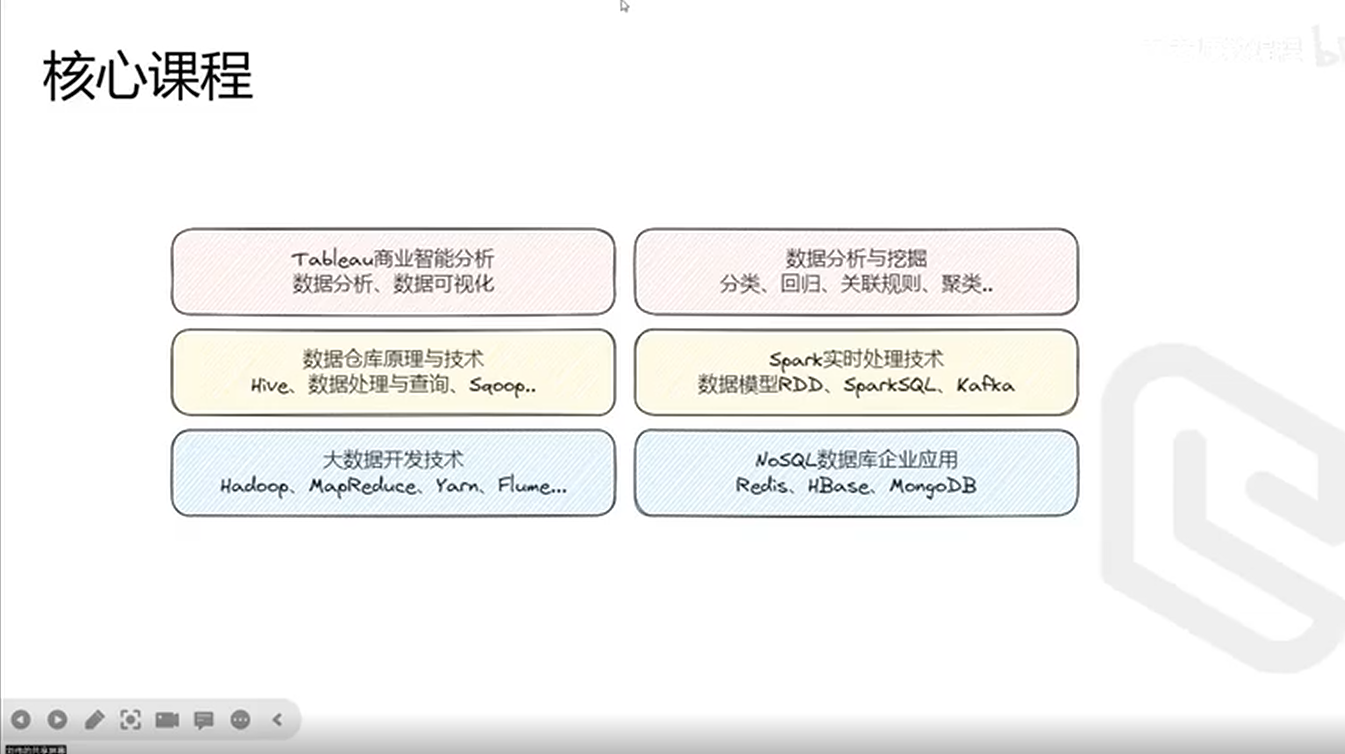 核心课程
Tableau商业智能分析
数据分析、数据可视化
数据分析与挖掘
分类、回归、关联规则、聚类..
数据仓库原理与技术
Hive、数据处理与查询、Sqoop..
Spark实时处理技术
数据模型RDD、SparkSQL、Kafka
大数据开发技术
Hadoop、MapReduce、Yarn、Flume...
NoSQL数据库企业应用
Redis、HBase、MongoDB